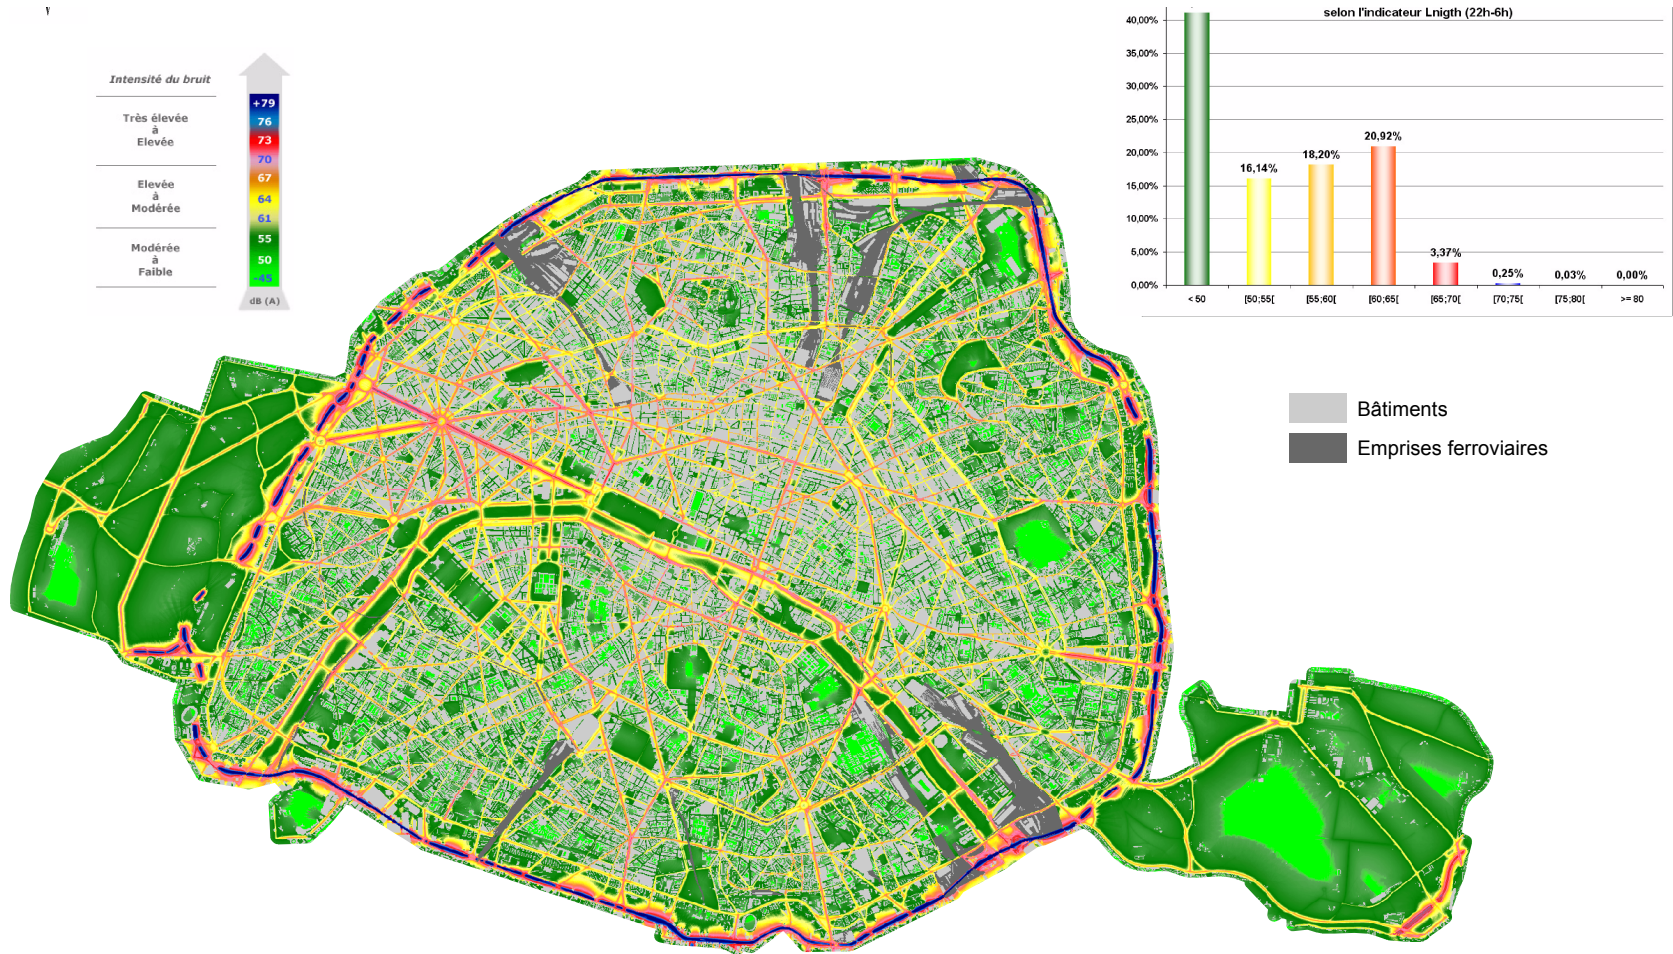 selon l'indicateur Lnigth (22h-6h)
40,00%
35,00%
30,00%
25,00%
20,00%
15,00%
10,00%
5,00%
0,00%
16,14%
18,20%
20,92%
3,37%
0,25%
0,03%
0,00%
< 50
[50;55[
[55;60[
[60;65[
[65;70[
[70;75[
[75;80[
>= 80
Intensité du bruit
Très élevée
à
Elevée
Elevée
à
Modérée
Modérée
à
Faible
+79
76
73
70
67
64
61
55
50
-45
dB (A)
Bâtiments
Emprises ferroviaires